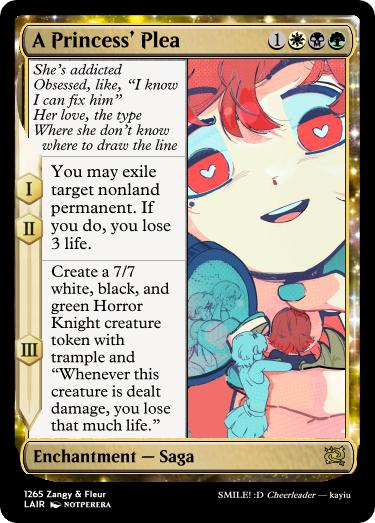 A Princess' Plea 1
She's addicted
Obsessed, like, "I know
I can fix him"
Her love, the type
Where she don't know
where to draw the line
I
II
You may exile
target nonland
permanent. If
you do, you lose
3 life.
III
Create a 7/7
white, black, and
green Horror
Knight creature
token with
trample and
"Whenever this
creature is dealt
damage, you lose
that much life."
Enchantment — Saga
1265 Zangy & Fleur
LAIR NOTPERERA
SMILE! :D Cheerleader — kayiu